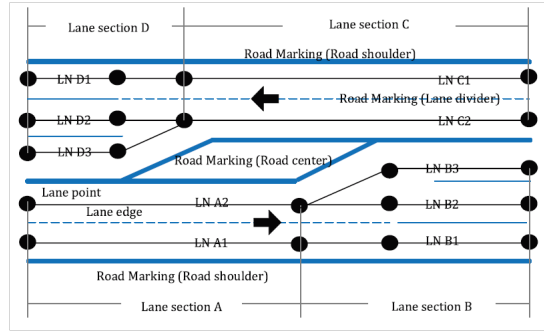 Lane section D
Lane section C
Road Marking (Road shoulder)
LN D1
LN C1
Road Marking (Lane divider)
LN D2
LN C2
LN D3
Road Marking (Road center)
LN B3
Lane point
LN A2
LN B2
Lane edge
LN A1
LN B1
Road Marking (Road shoulder)
Lane section A
Lane section B